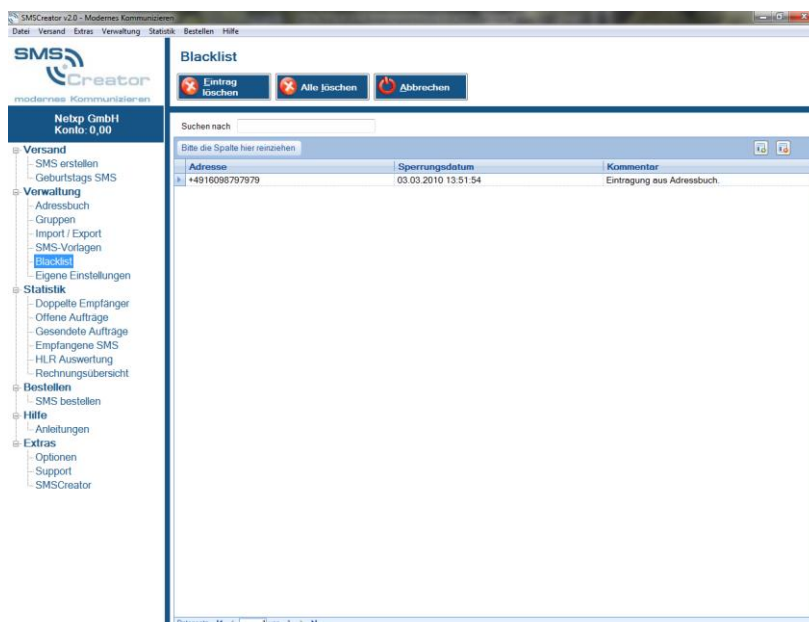 SMSCreator v2.0 - Modernes Kommunizieren
Datei Versand Extras Verwaltung Statistik Bestellen Hilfe
SMS
Creator
modernes Kommunizieren
Netxp GmbH
Konto: 0,00
Versand
SMS erstellen
Geburtstags SMS
Verwaltung
Adressbuch
Gruppen
Import / Export
SMS-Vorlagen
Blacklist
Eigene Einstellungen
Statistik
Doppelte Empfänger
Offene Aufträge
Gesendete Aufträge
Empfangene SMS
HLR Auswertung
Rechnungsübersicht
Bestellen
SMS bestellen
Hilfe
Anleitungen
Extras
Optionen
Support
SMSCreator
Blacklist
Eintrag löschen
Alle löschen
Abbrechen
Suchen nach
Bitte die Spalte hier reinziehen
Adresse Sperrungsdatum Kommentar
+4916098797979 03.03.2010 13:51:54 Eintragung aus Adressbuch.